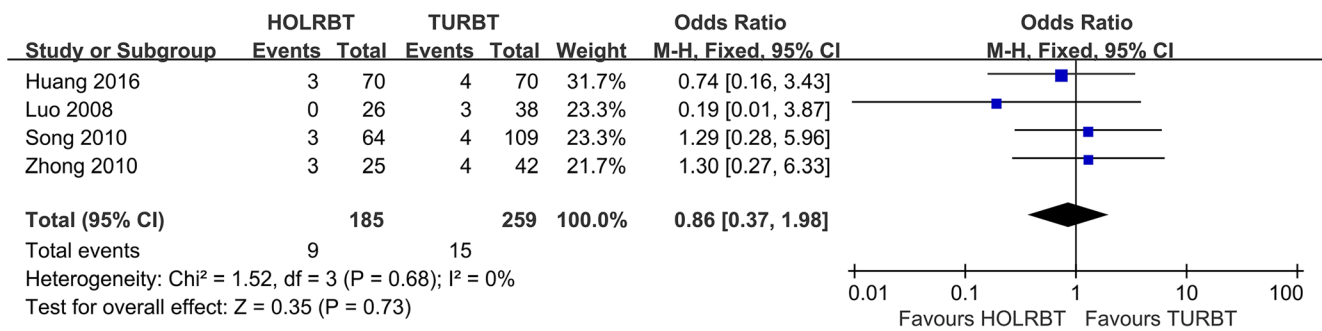 HOLRBT TURBT Odds Ratio Odds Ratio
Study or Subgroup Events Total Events Total Weight M-H, Fixed, 95% CI M-H, Fixed, 95% CI
Huang 2016 3 70 4 70 31.7% 0.74 [0.16, 3.43]
Luo 2008 0 26 3 38 23.3% 0.19 [0.01, 3.87]
Song 2010 3 64 4 109 23.3% 1.29 [0.28, 5.96]
Zhong 2010 3 25 4 42 21.7% 1.30 [0.27, 6.33]
Total (95% CI) 185 259 100.0% 0.86 [0.37, 1.98]
Total events 9 15
Heterogeneity: Chi² = 1.52, df = 3 (P = 0.68); I² = 0%
Test for overall effect: Z = 0.35 (P = 0.73)
0.01 0.1 1 10 100
Favours HOLRBT Favours TURBT